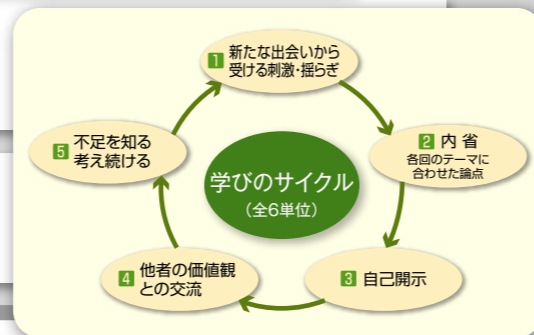 1 新たな出会いから
受ける刺激・揺らぎ
2 内 省
各回のテーマに
合わせた論点
3 自己開示
4 他者の価値観
との交流
5 不足を知る
考え続ける
学びのサイクル
（全6単位）